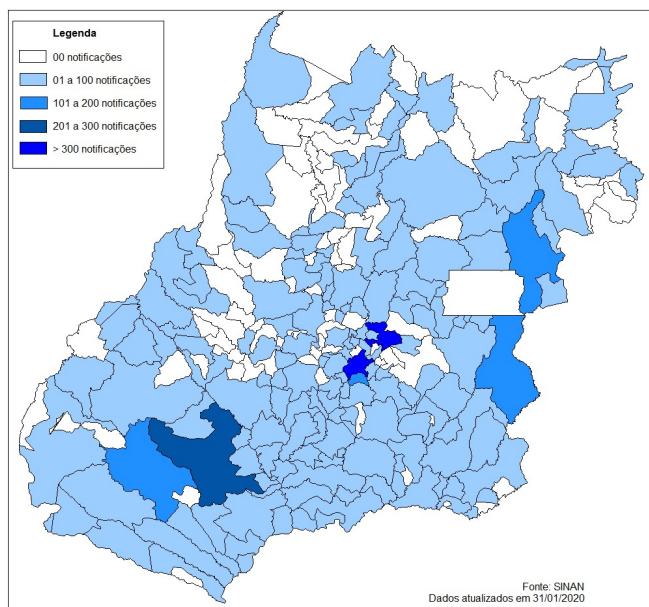 Legenda
00 notificações
01 a 100 notificações
101 a 200 notificações
201 a 300 notificações
> 300 notificações
Fonte: SINAN
Dados atualizados em 31/01/2020